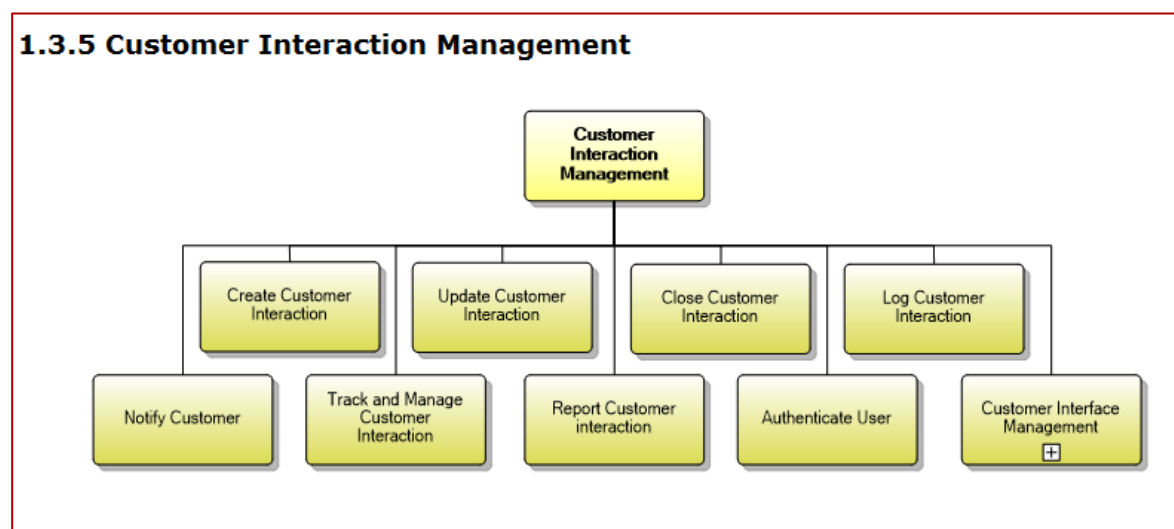 1.3.5 Customer Interaction Management
Customer
Interaction
Management
Create Customer
Interaction
Update Customer
Interaction
Close Customer
Interaction
Log Customer
Interaction
Notify Customer
Track and Manage
Customer
Interaction
Report Customer
interaction
Authenticate User
Customer Interface
Management
+